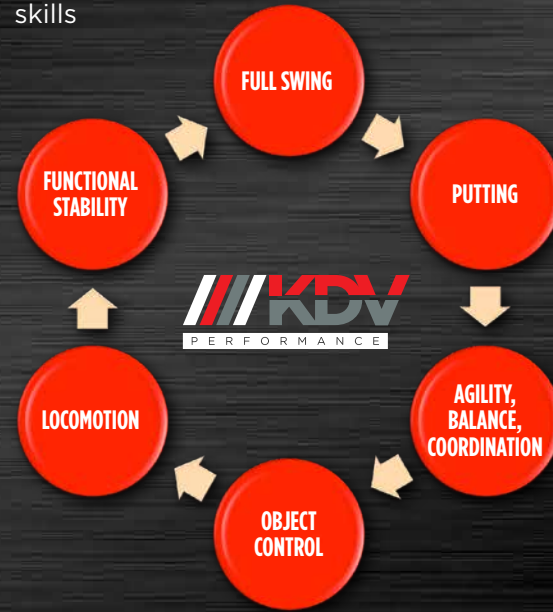 skills
FULL SWING
FUNCTIONAL
STABILITY
PUTTING
KDV
PERFORMANCE
LOCOMOTION
AGILITY,
BALANCE,
COORDINATION
OBJECT
CONTROL